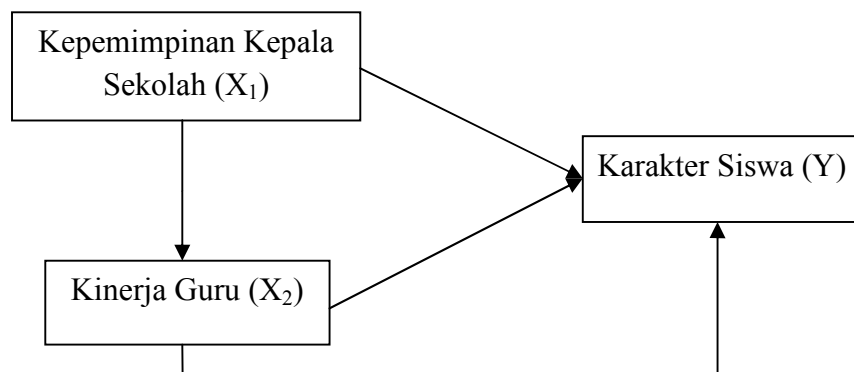 Kepemimpinan Kepala
Sekolah (X₁)
Karakter Siswa (Y)
Kinerja Guru (X₂)